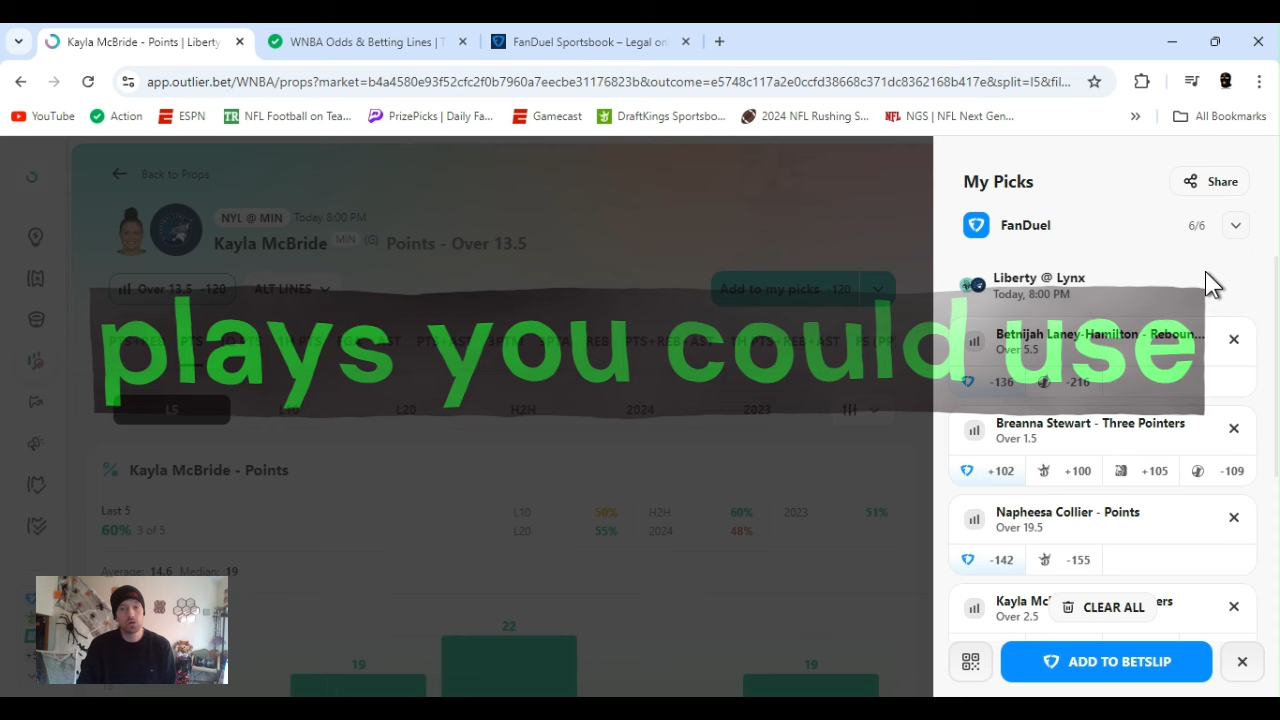 Kayla McBride - Points | Liberty
WNBA Odds & Betting Lines | T
FanDuel Sportsbook – Legal on
app.outlier.bet/WNBA/props?market=b4a4580e93f52cfc2f0b7960a7eecbe31176823b&outcome=e5748c117a2e0ccfd38668c371dc8362168b417e&split=l5&fil...
YouTube
Action
ESPN
NFL Football on Tea...
PrizePicks | Daily Fa...
Gamecast
DraftKings Sportsbo...
2024 NFL Rushing S...
NGS | NFL Next Gen...
All Bookmarks
Back to Props
NYL @ MIN Today 8:00 PM
Kayla McBride MIN (G) Points - Over 13.5
Over 13.5 -120
ALT LINES
Add to my picks -120
plays you could use
L5
L10
L20
H2H
2024
2023
Kayla McBride - Points
Last 5
60% 3 of 5
L10 50% H2H 60% 2023 51%
L20 55% 2024 48%
Average: 14.6 Median: 19
19
22
19
My Picks
Share
FanDuel
6/6
Liberty @ Lynx
Today, 8:00 PM
Betnijah Laney-Hamilton - Reboun...
Over 5.5
-136
-216
Breanna Stewart - Three Pointers
Over 1.5
+102
+100
+105
-109
Napheesa Collier - Points
Over 19.5
-142
-155
Kayla Mc
ers
Over 2.5
CLEAR ALL
ADD TO BETSLIP